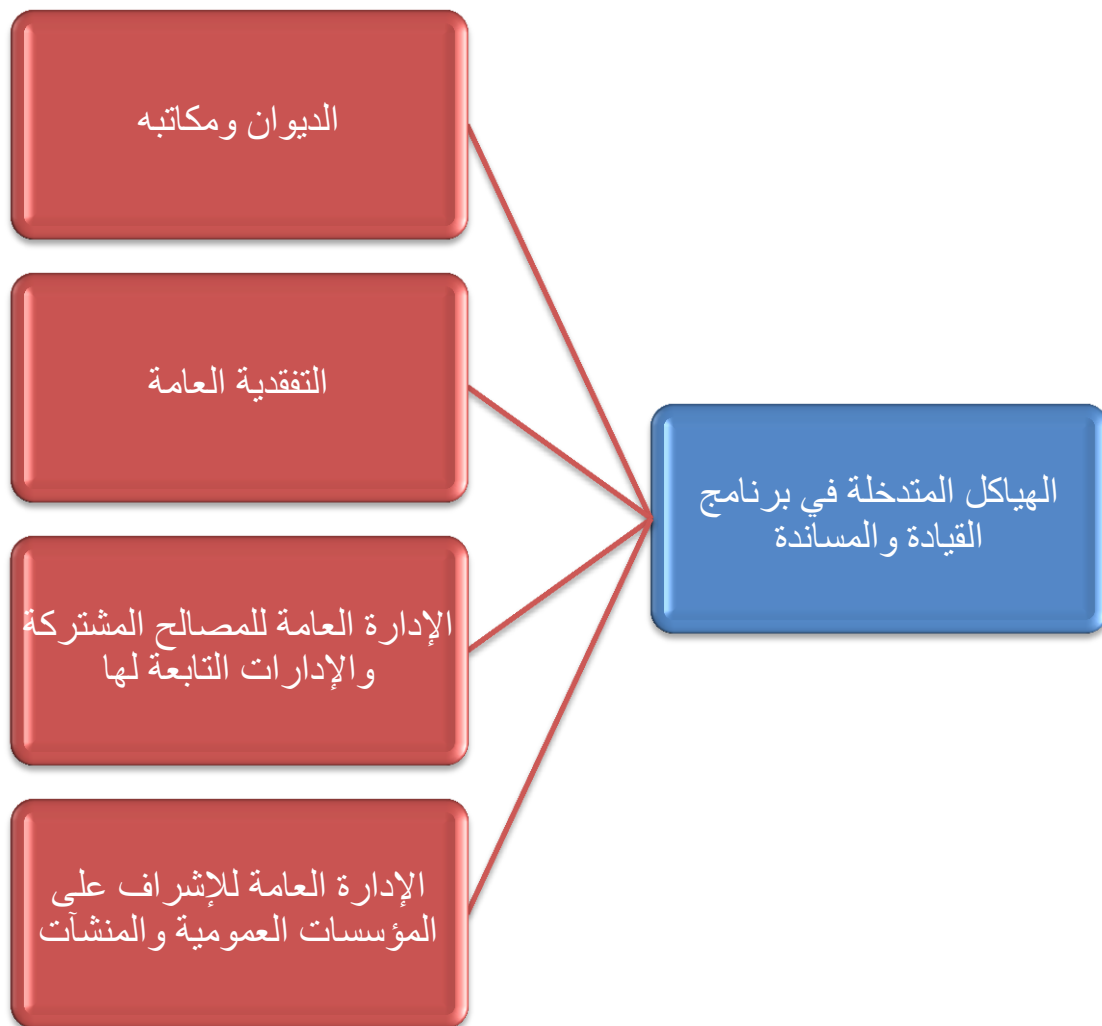 الهياكل المتدخلة في برنامج
القيادة والمساندة
الديوان ومكاتبه
التفقدية العامة
الإدارة العامة للمصالح المشتركة
والإدارات التابعة لها
الإدارة العامة للإشراف على
المؤسسات العمومية والمنشآت